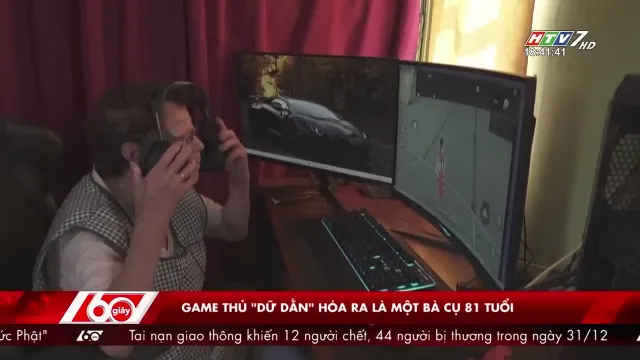 HTV7 HD
18:41:41
60 giây
GAME THỦ "DỮ DẰN" HÓA RA LÀ MỘT BÀ CỤ 81 TUỔI
ức Phật"
60
Tai nạn giao thông khiến 12 người chết, 44 người bị thương trong ngày 31/12